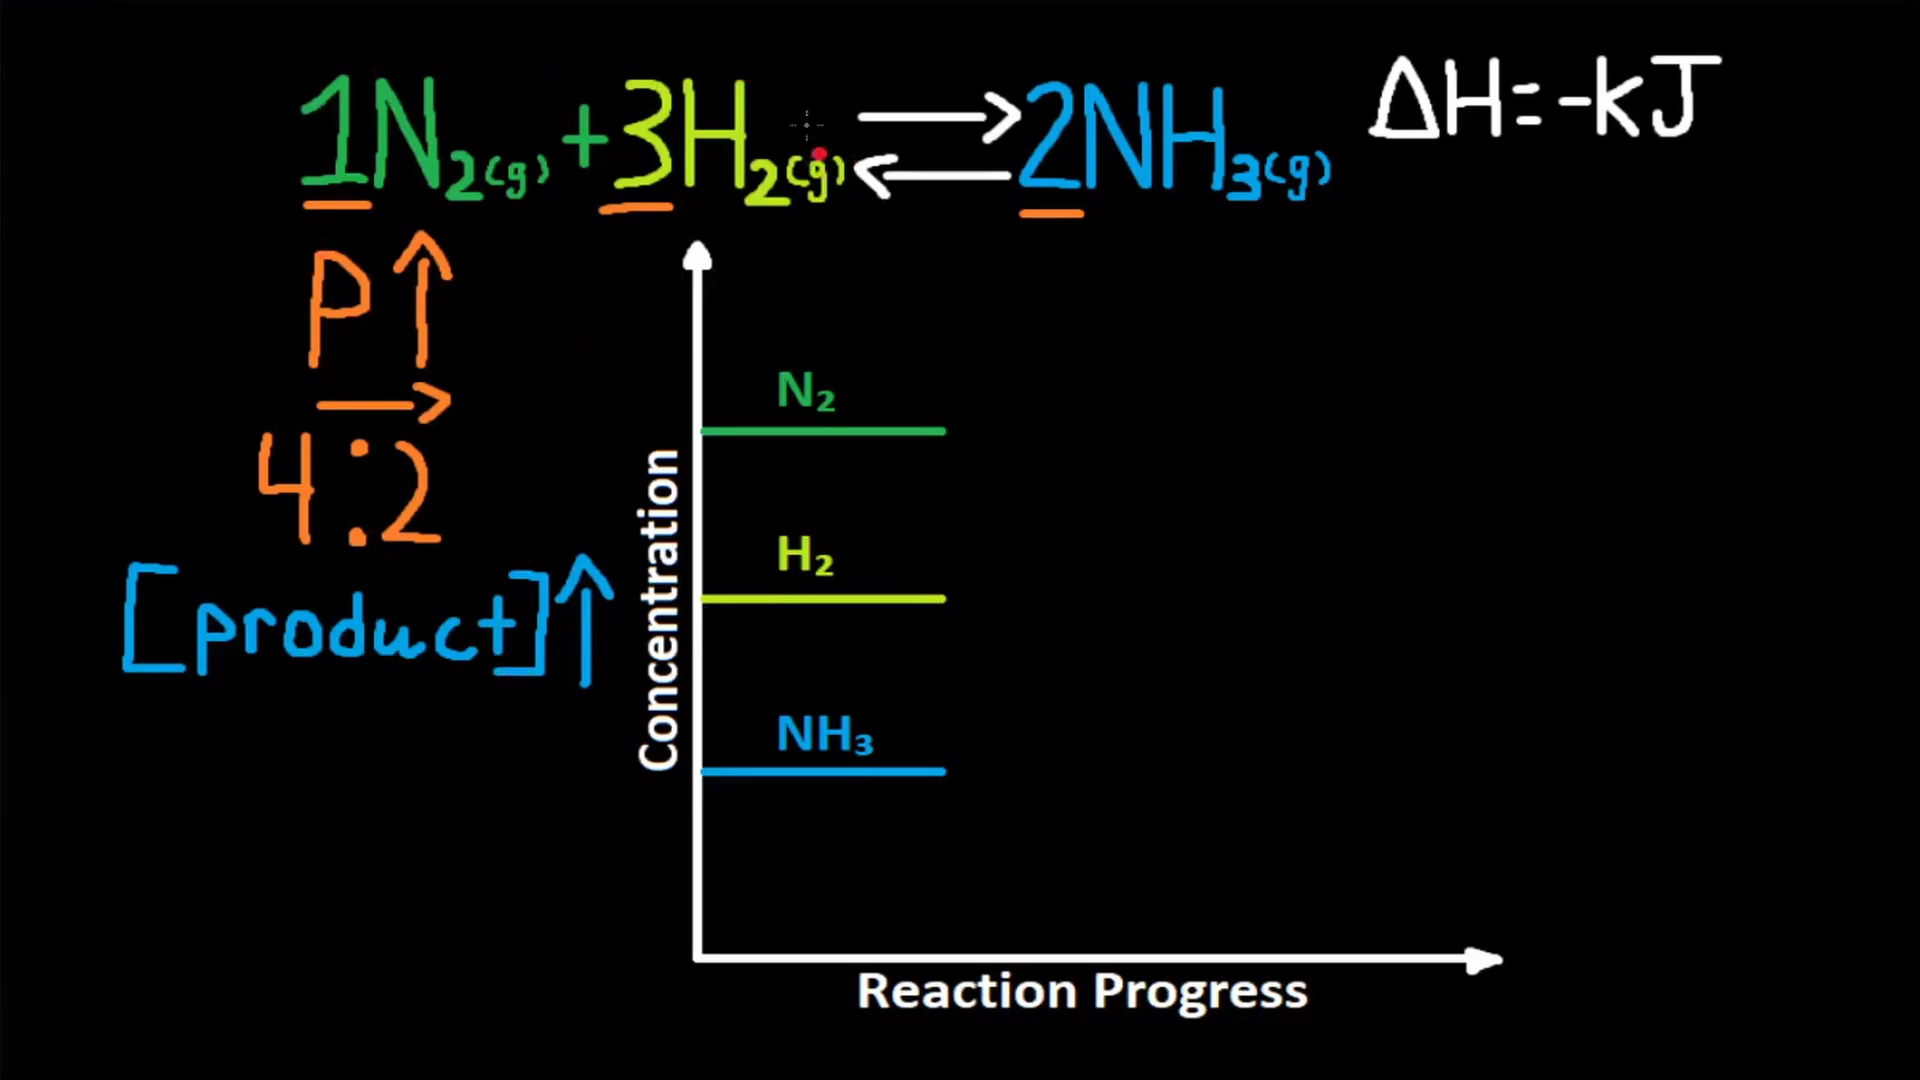 1N₂(g) + 3H₂(g) ⇌ 2NH₃(g)
ΔH = -kJ
P↑
→
4:2
[product]↑
Concentration
N₂
H₂
NH₃
Reaction Progress